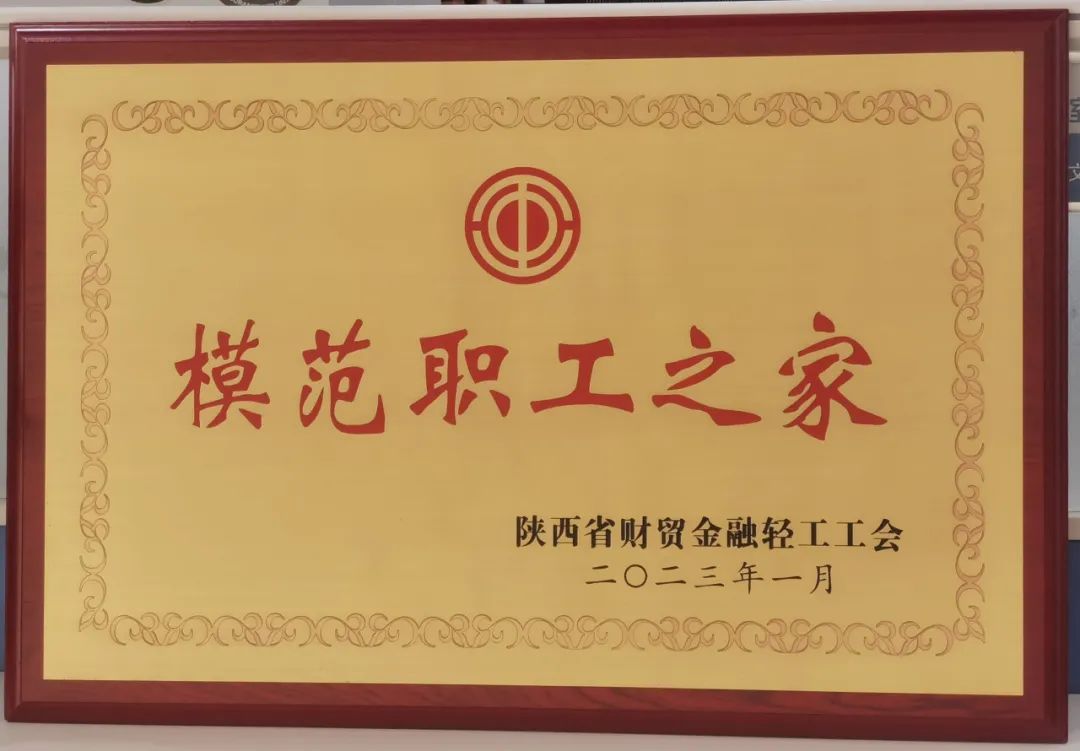 模范职工之家
陕西省财贸金融轻工工会
二〇二三年一月